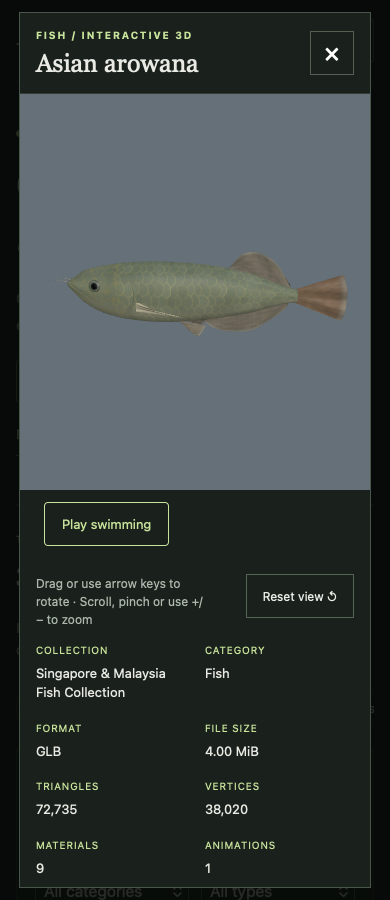 FISH / INTERACTIVE 3D
Asian arowana
×
Play swimming
Drag or use arrow keys to
rotate · Scroll, pinch or use +/
− to zoom
Reset view ↺
COLLECTION
Singapore & Malaysia
Fish Collection
CATEGORY
Fish
FORMAT
GLB
FILE SIZE
4.00 MiB
TRIANGLES
72,735
VERTICES
38,020
MATERIALS
9
ANIMATIONS
1
All categories
All types